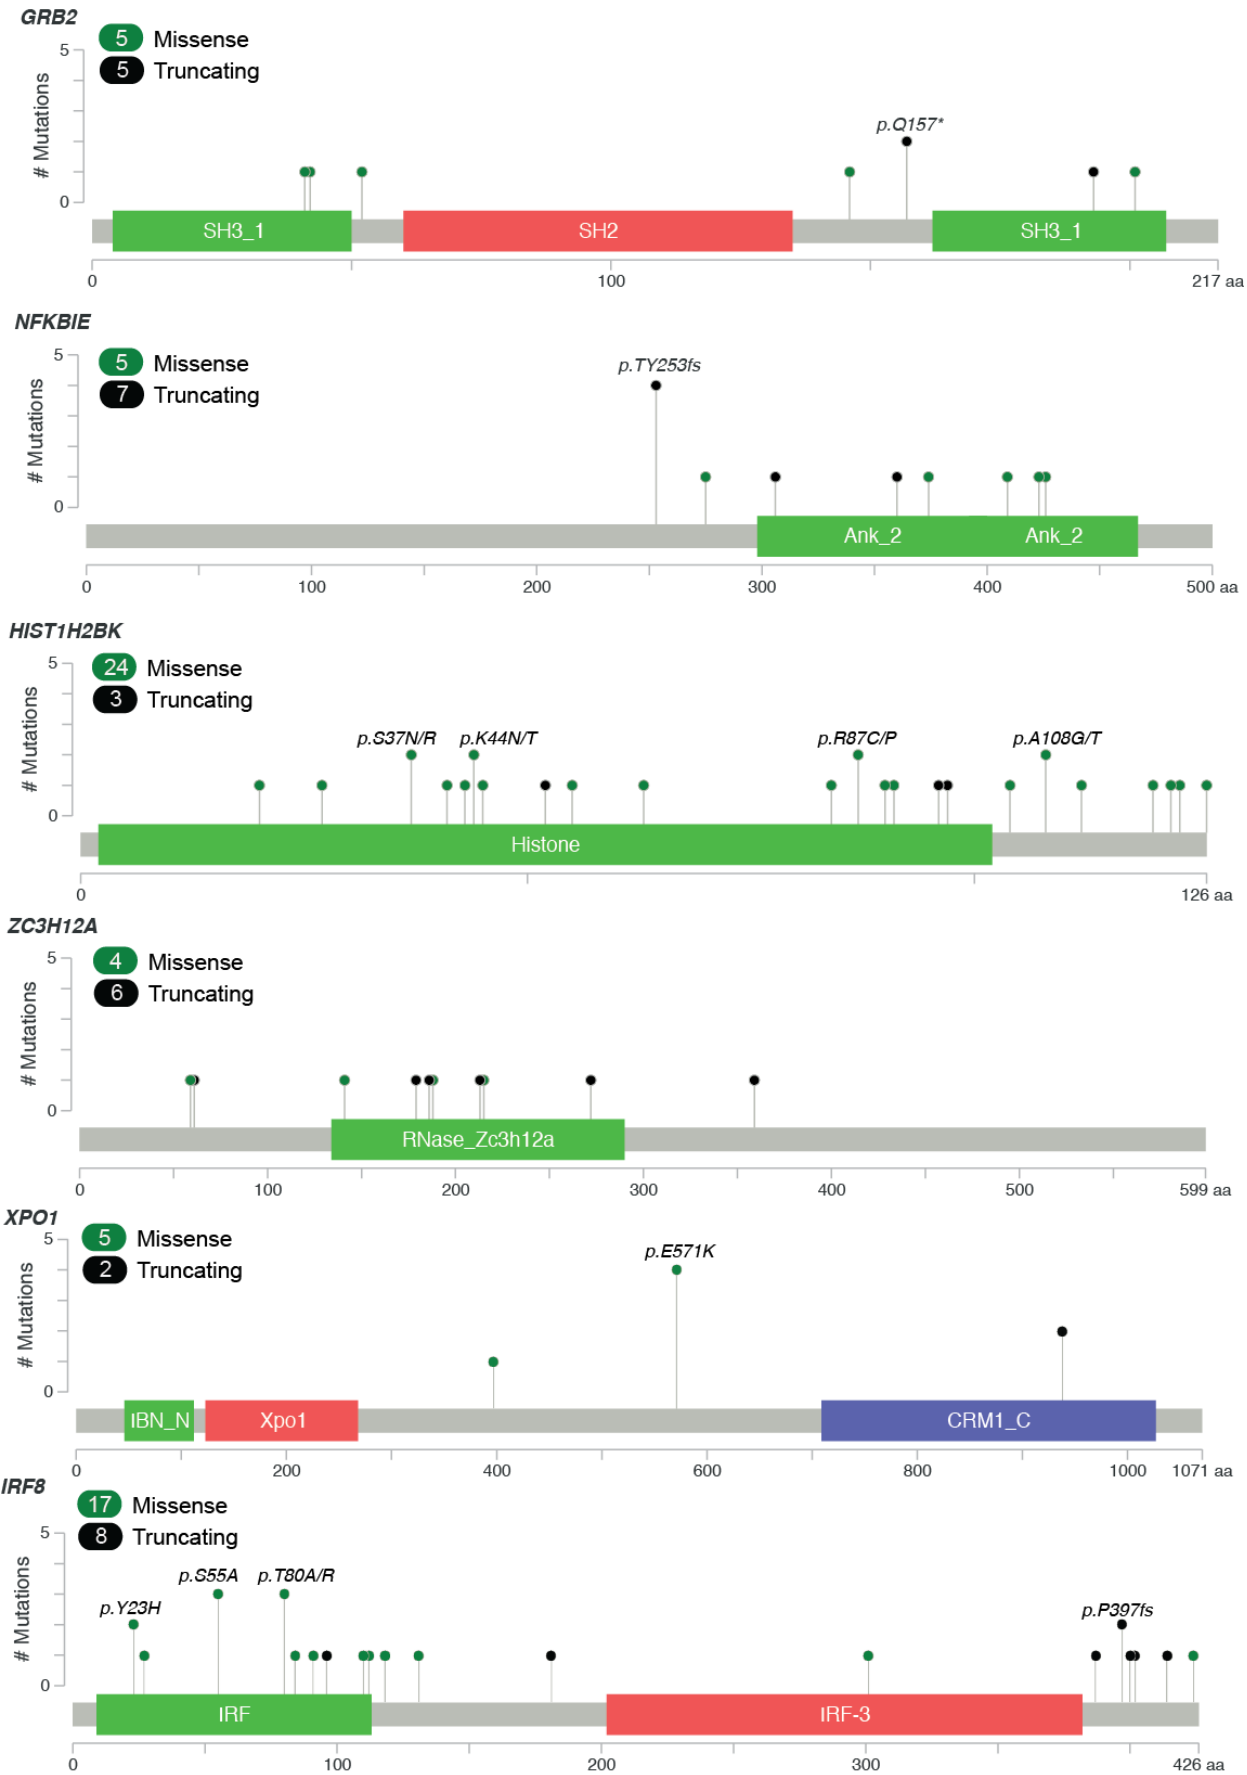 GRB2
5 Missense
5 Truncating
# Mutations
5
0
p.Q157*
SH3_1 SH2 SH3_1
0 100 217 aa
NFKBIE
5 Missense
7 Truncating
# Mutations
5
0
p.TY253fs
Ank_2 Ank_2
0 100 200 300 400 500 aa
HIST1H2BK
24 Missense
3 Truncating
# Mutations
5
0
p.S37N/R p.K44N/T p.R87C/P p.A108G/T
Histone
0 126 aa
ZC3H12A
4 Missense
6 Truncating
# Mutations
5
0
RNase_Zc3h12a
0 100 200 300 400 500 599 aa
XPO1
5 Missense
2 Truncating
# Mutations
5
0
p.E571K
IBN_N Xpo1 CRM1_C
0 200 400 600 800 1000 1071 aa
IRF8
17 Missense
8 Truncating
# Mutations
5
0
p.Y23H p.S55A p.T80A/R p.P397fs
IRF IRF-3
0 100 200 300 426 aa